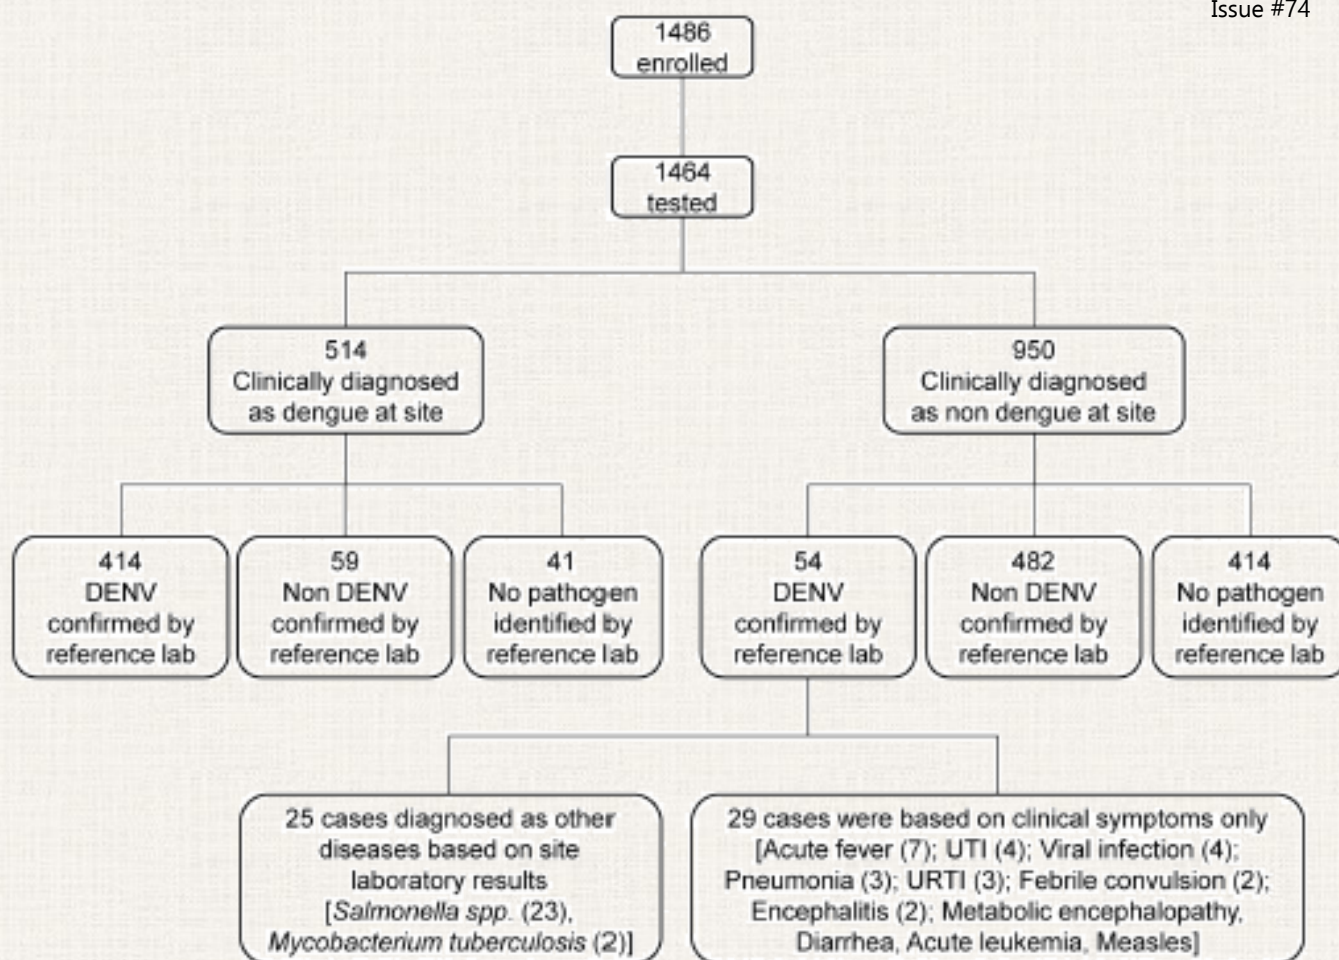 Issue #74
1486
enrolled
1464
tested
514
Clinically diagnosed
as dengue at site
950
Clinically diagnosed
as non dengue at site
414
DENV
confirmed by
reference lab
59
Non DENV
confirmed by
reference lab
41
No pathogen
identified by
reference lab
54
DENV
confirmed by
reference lab
482
Non DENV
confirmed by
reference lab
414
No pathogen
identified by
reference lab
25 cases diagnosed as other
diseases based on site
laboratory results
[Salmonella spp. (23),
Mycobacterium tuberculosis (2)]
29 cases were based on clinical symptoms only
[Acute fever (7); UTI (4); Viral infection (4);
Pneumonia (3); URTI (3); Febrile convulsion (2);
Encephalitis (2); Metabolic encephalopathy,
Diarrhea, Acute leukemia, Measles]